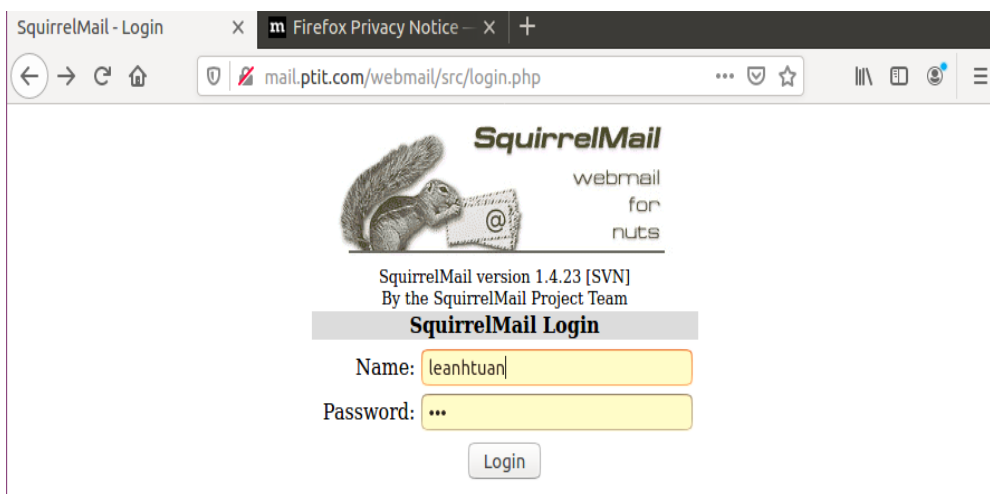 SquirrelMail - Login
m Firefox Privacy Notice —
mail.ptit.com/webmail/src/login.php
SquirrelMail
webmail
for
nuts
@
SquirrelMail version 1.4.23 [SVN]
By the SquirrelMail Project Team
SquirrelMail Login
Name: leanhtuan
Password: •••
Login